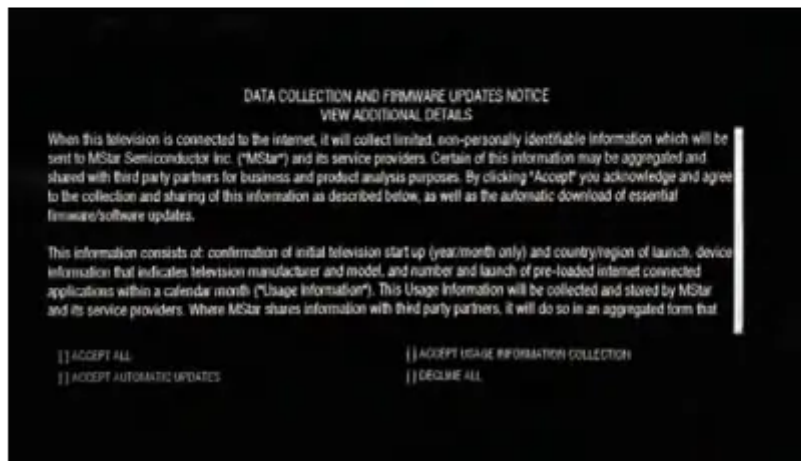 DATA COLLECTION AND FIRMWARE UPDATES NOTICE
VIEW ADDITIONAL DETAILS
When this television is connected to the internet, it will collect limited, non-personally identifiable information which will be
sent to MStar Semiconductor Inc. ("MStar") and its service providers. Certain of this information may be aggregated and
shared with third party partners for business and product analysis purposes. By clicking "Accept" you acknowledge and agree
to the collection and sharing of this information as described below, as well as the automatic download of essential
firmware/software updates.
This information consists of: confirmation of initial television start up (year/month only) and country/region of launch, device
information that indicates television manufacturer and model, and number and launch of pre-loaded internet connected
applications within a calendar month ("Usage Information"). This Usage Information will be collected and stored by MStar
and its service providers. Where MStar shares information with third party partners, it will do so in an aggregated form that
[ ] ACCEPT ALL
[ ] ACCEPT USAGE INFORMATION COLLECTION
[ ] ACCEPT AUTOMATIC UPDATES
[ ] DECLINE ALL